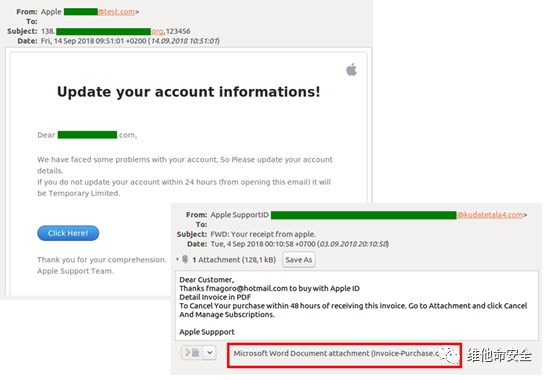 From: Apple @test.com>
To:
Subject: 138. org,123456
Date: Fri, 14 Sep 2018 09:51:01 +0200 (14.09.2018 10:51:01)
Update your account informations!
Dear com,
We have faced some problems with your account, So Please update your account
details.
If you do not update your account within 24 hours (from opening this email) it will
be Temporary Limited.
Click Here!
Thank you for your comprehension.
Apple Support Team.
From: Apple SupportID @kudatetala4.com>
To:
Subject: FWD: Your receipt from apple.
Date: Tue, 4 Sep 2018 00:10:58 +0700 (03.09.2018 20:10:58)
1 Attachment (128,1 kB) Save As
Dear Customer,
Thanks fmagoro@hotmail.com to buy with Apple ID
Detail Invoice in PDF
To Cancel Your purchase within 48 hours of receiving this invoice. Go to Attachment and click Cancel
And Manage Subscriptions.
Apple Suppport
Microsoft Word Document attachment (Invoice-Purchase.
维他命安全